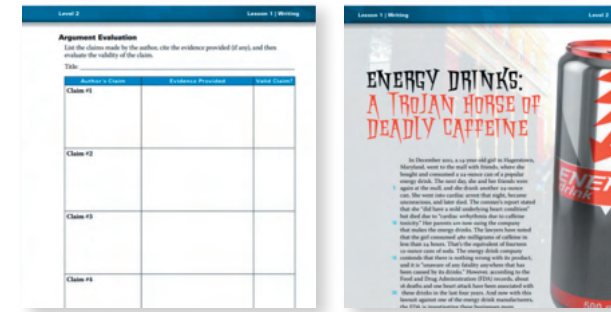 Level 2
Lesson 1 | Writing
Argument Evaluation
List the claims made by the author, cite the evidence provided (if any), and then
evaluate the validity of the claim.
Title:
Author's Claim
Evidence Provided
Valid Claim?
Claim #1
Claim #2
Claim #3
Claim #4
Lesson 1 | Writing
Level 2
ENERGY DRINKS:
A TROJAN HORSE OF
DEADLY CAFFEINE
In December 2011, a 14-year-old girl in Hagerstown,
Maryland, went to the mall with friends, where she
bought and consumed a 24-ounce can of a popular
energy drink. The next day, she and her friends were
again at the mall, and she drank another 24-ounce
can. She went into cardiac arrest that night, became
unconscious, and later died. The coroner's report stated
that she "did have a mild underlying heart condition"
but died due to "cardiac arrhythmia due to caffeine
toxicity." Her parents are now suing the company
that makes the energy drinks. The lawyers have noted
that the girl consumed 480 milligrams of caffeine in
less than 24 hours. That's the equivalent of fourteen
12-ounce cans of soda. The energy drink company
contends that there is nothing wrong with its product,
and it is "unaware of any fatality anywhere that has
been caused by its drinks." However, according to the
Food and Drug Administration (FDA) records, about
deaths and one heart attack have been associated with
these drinks in the last four years. And now with this
lawsuit against one of the energy drink manufacturers,
the FDA is investigating these businesses more
ENE
drink
500